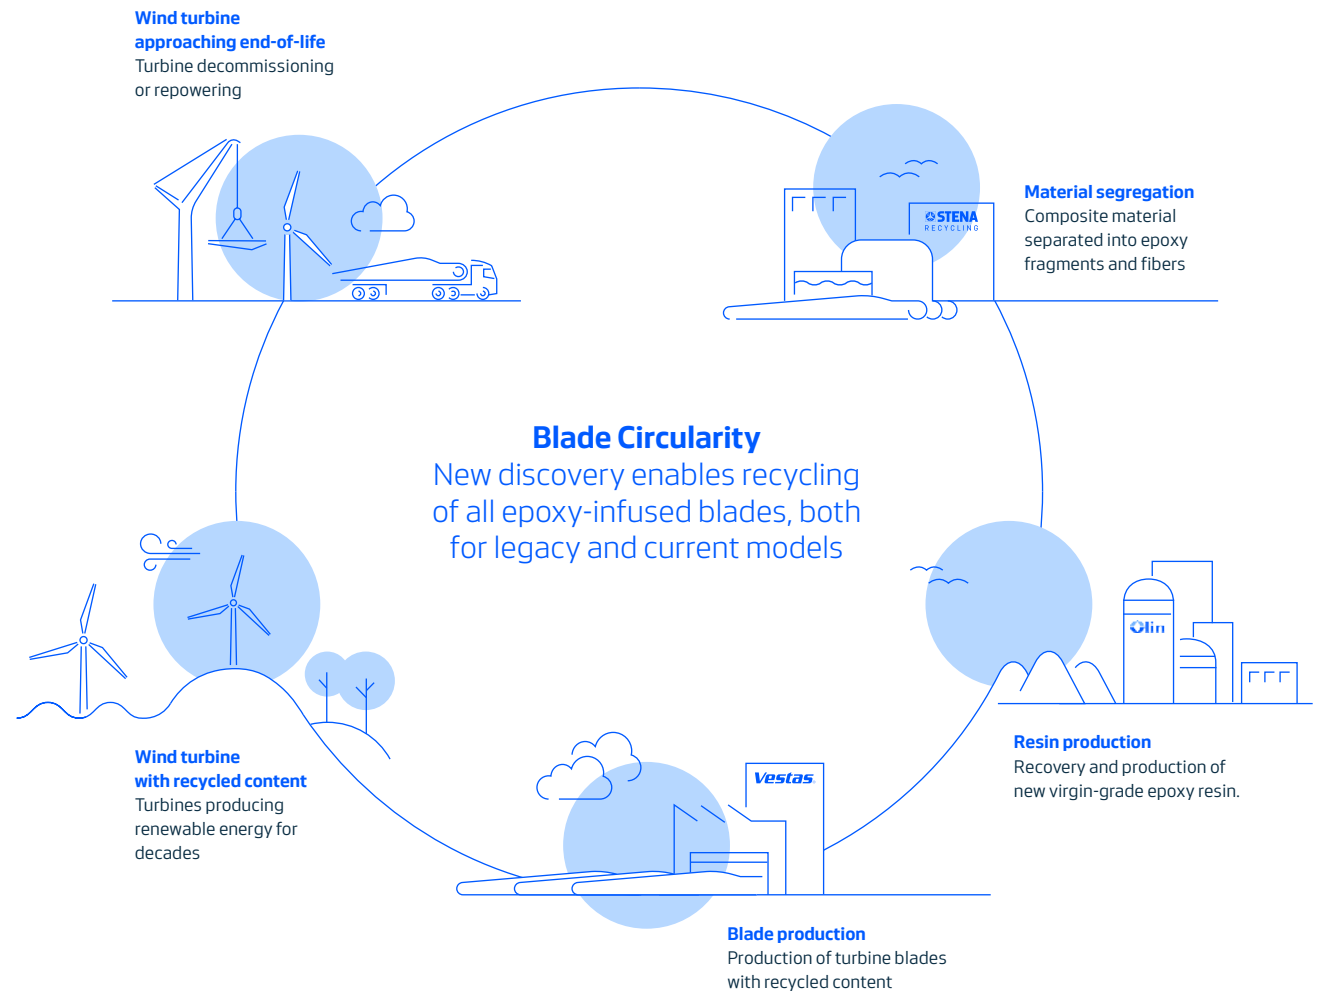 Wind turbine
approaching end-of-life
Turbine decommissioning
or repowering
STENA
RECYCLING
Material segregation
Composite material
separated into epoxy
fragments and fibers
Blade Circularity
New discovery enables recycling
of all epoxy-infused blades, both
for legacy and current models
Olin
Resin production
Recovery and production of
new virgin-grade epoxy resin.
Wind turbine
with recycled content
Turbines producing
renewable energy for
decades
Vestas
Blade production
Production of turbine blades
with recycled content